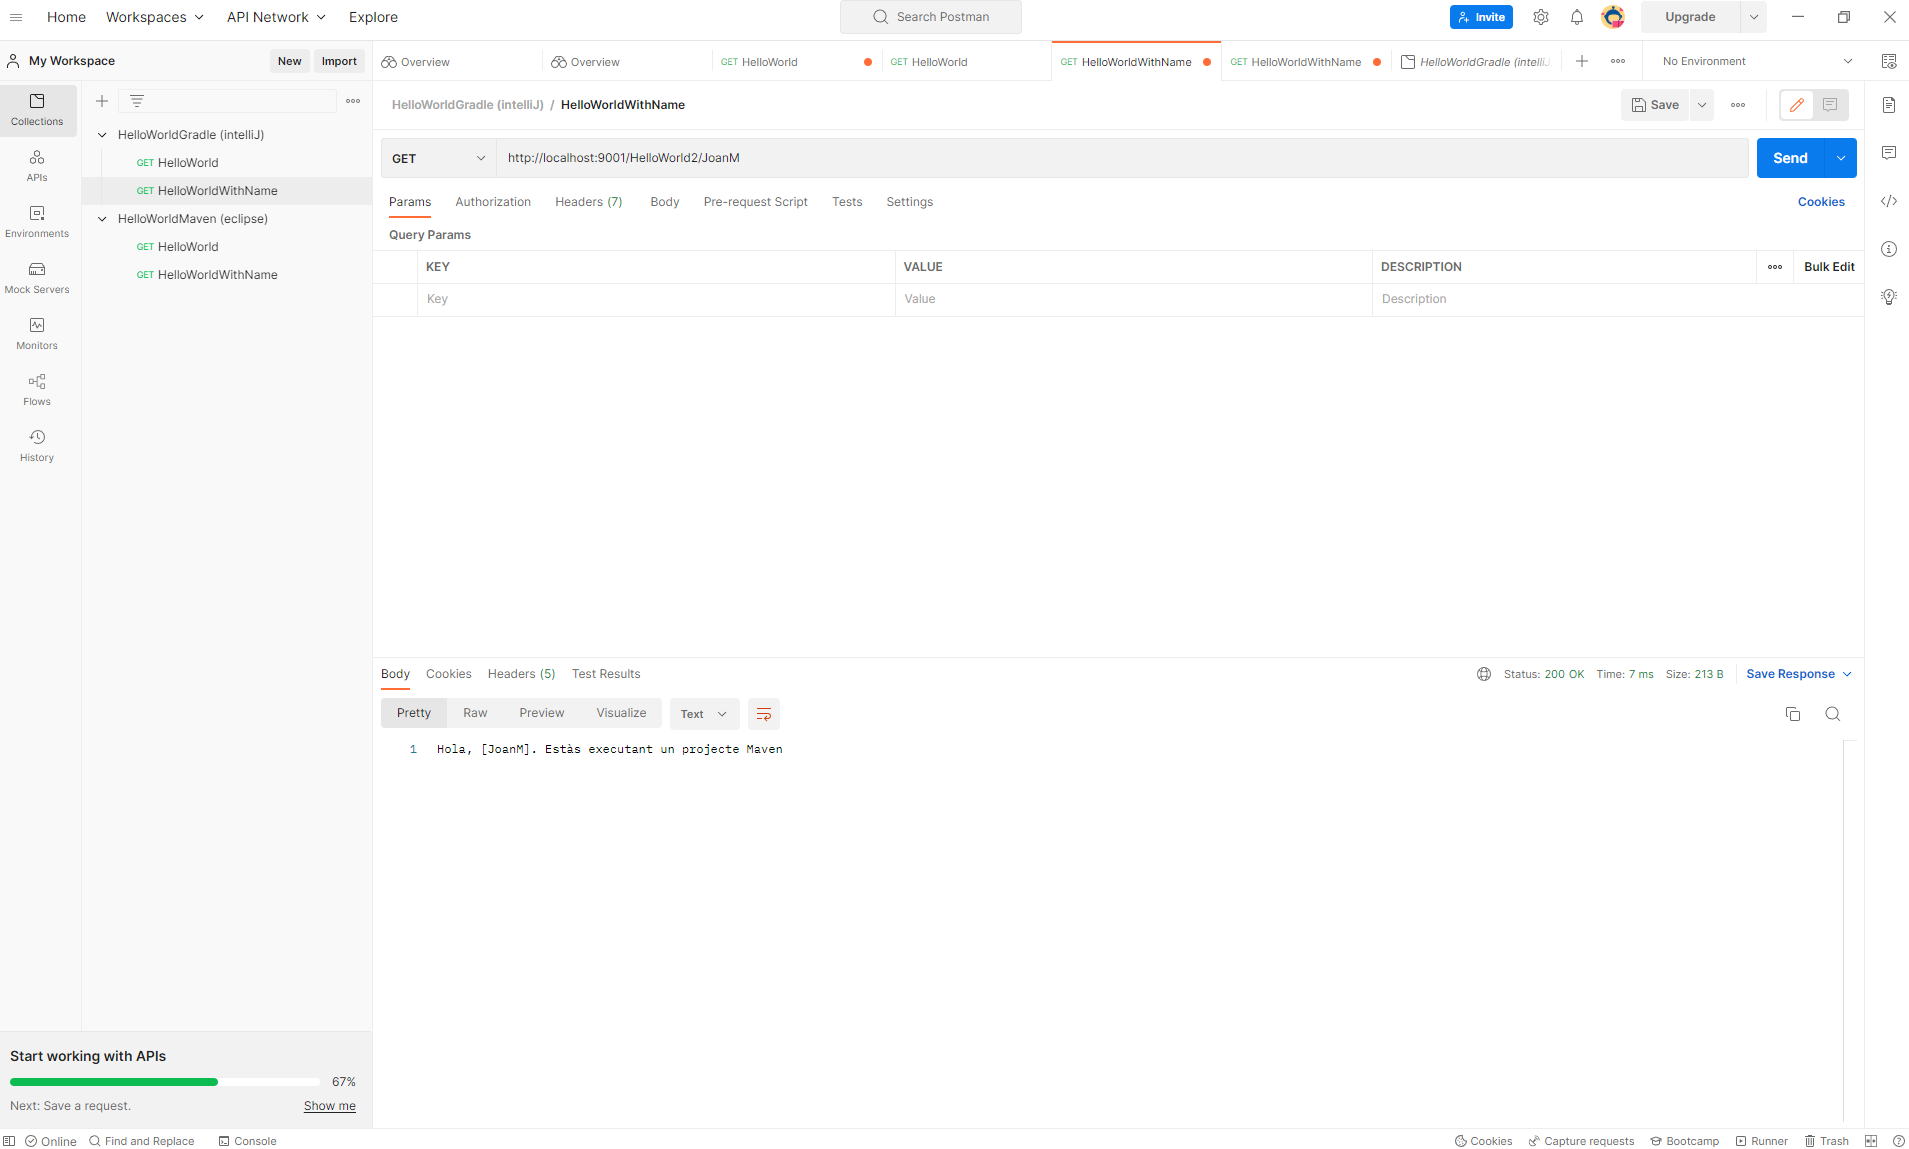 Home Workspaces API Network Explore Search Postman Invite Upgrade
My Workspace New Import Overview Overview GET HelloWorld GET HelloWorld GET HelloWorldWithName GET HelloWorldWithName HelloWorldGradle (intelliJ No Environment
HelloWorldGradle (intelliJ) / HelloWorldWithName Save
Collections
HelloWorldGradle (intelliJ)
GET HelloWorld
GET HelloWorldWithName
HelloWorldMaven (eclipse)
GET HelloWorld
GET HelloWorldWithName
APIs
Environments
Mock Servers
Monitors
Flows
History
GET http://localhost:9001/HelloWorld2/JoanM Send
Params Authorization Headers (7) Body Pre-request Script Tests Settings Cookies
Query Params
KEY VALUE DESCRIPTION Bulk Edit
Key Value Description
Body Cookies Headers (5) Test Results Status: 200 OK Time: 7 ms Size: 213 B Save Response
Pretty Raw Preview Visualize Text
1 Hola, [JoanM]. Estàs executant un projecte Maven
Start working with APIs
67%
Next: Save a request. Show me
Online Find and Replace Console Cookies Capture requests Bootcamp Runner Trash